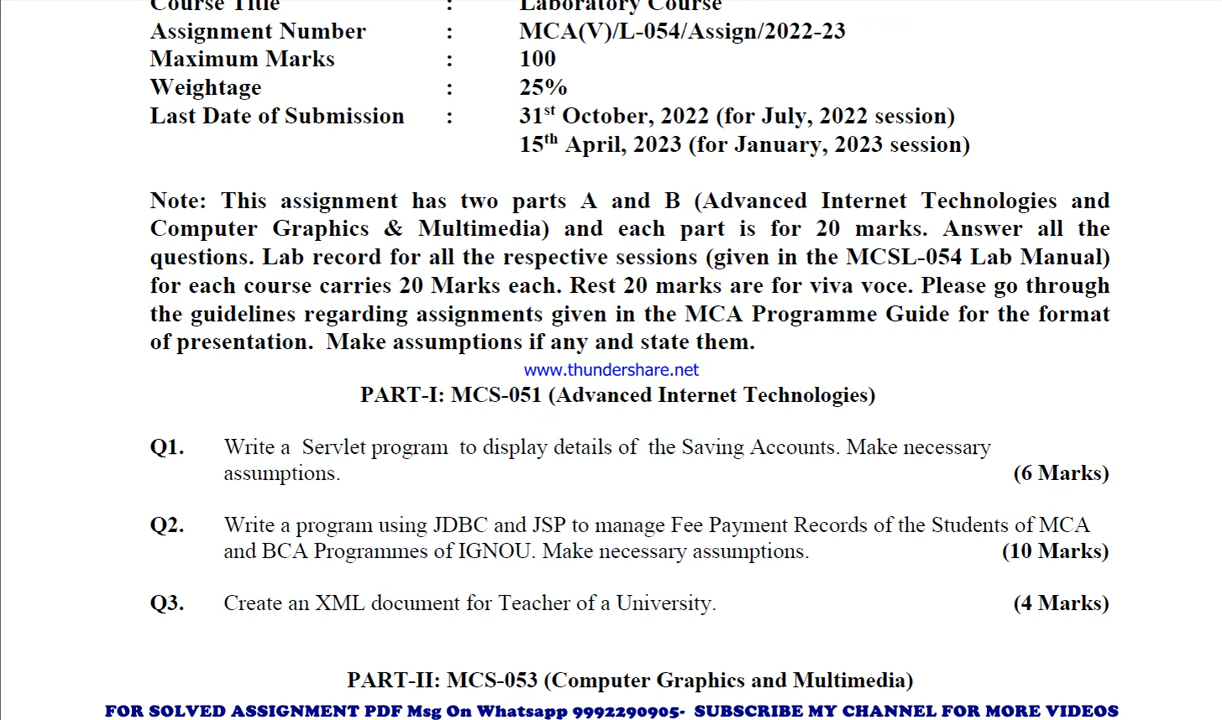 Course Title : Laboratory Course
Assignment Number : MCA(V)/L-054/Assign/2022-23
Maximum Marks : 100
Weightage : 25%
Last Date of Submission : 31st October, 2022 (for July, 2022 session)
15th April, 2023 (for January, 2023 session)
Note: This assignment has two parts A and B (Advanced Internet Technologies and
Computer Graphics & Multimedia) and each part is for 20 marks. Answer all the
questions. Lab record for all the respective sessions (given in the MCSL-054 Lab Manual)
for each course carries 20 Marks each. Rest 20 marks are for viva voce. Please go through
the guidelines regarding assignments given in the MCA Programme Guide for the format
of presentation. Make assumptions if any and state them.
www.thundershare.net
PART-I: MCS-051 (Advanced Internet Technologies)
Q1. Write a Servlet program to display details of the Saving Accounts. Make necessary
assumptions. (6 Marks)
Q2. Write a program using JDBC and JSP to manage Fee Payment Records of the Students of MCA
and BCA Programmes of IGNOU. Make necessary assumptions. (10 Marks)
Q3. Create an XML document for Teacher of a University. (4 Marks)
PART-II: MCS-053 (Computer Graphics and Multimedia)
FOR SOLVED ASSIGNMENT PDF Msg On Whatsapp 9992290905- SUBSCRIBE MY CHANNEL FOR MORE VIDEOS